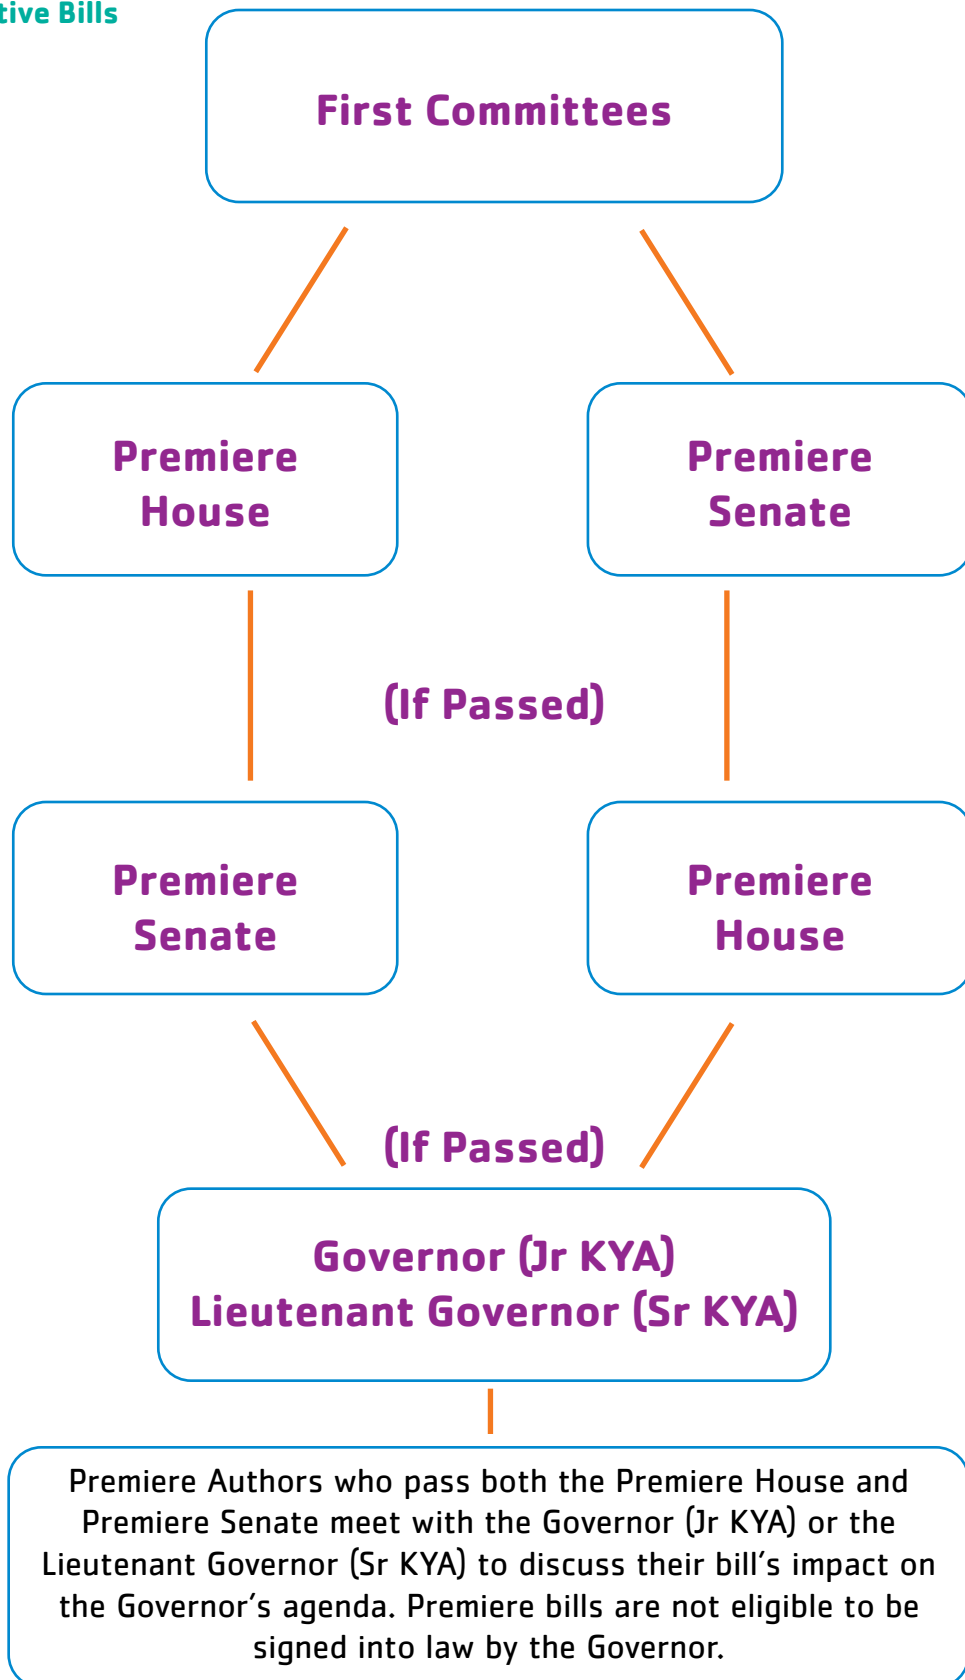 tive Bills
First Committees
Premiere
House
Premiere
Senate
(If Passed)
Premiere
Senate
Premiere
House
(If Passed)
Governor (Jr KYA)
Lieutenant Governor (Sr KYA)
Premiere Authors who pass both the Premiere House and
Premiere Senate meet with the Governor (Jr KYA) or the
Lieutenant Governor (Sr KYA) to discuss their bill's impact on
the Governor's agenda. Premiere bills are not eligible to be
signed into law by the Governor.